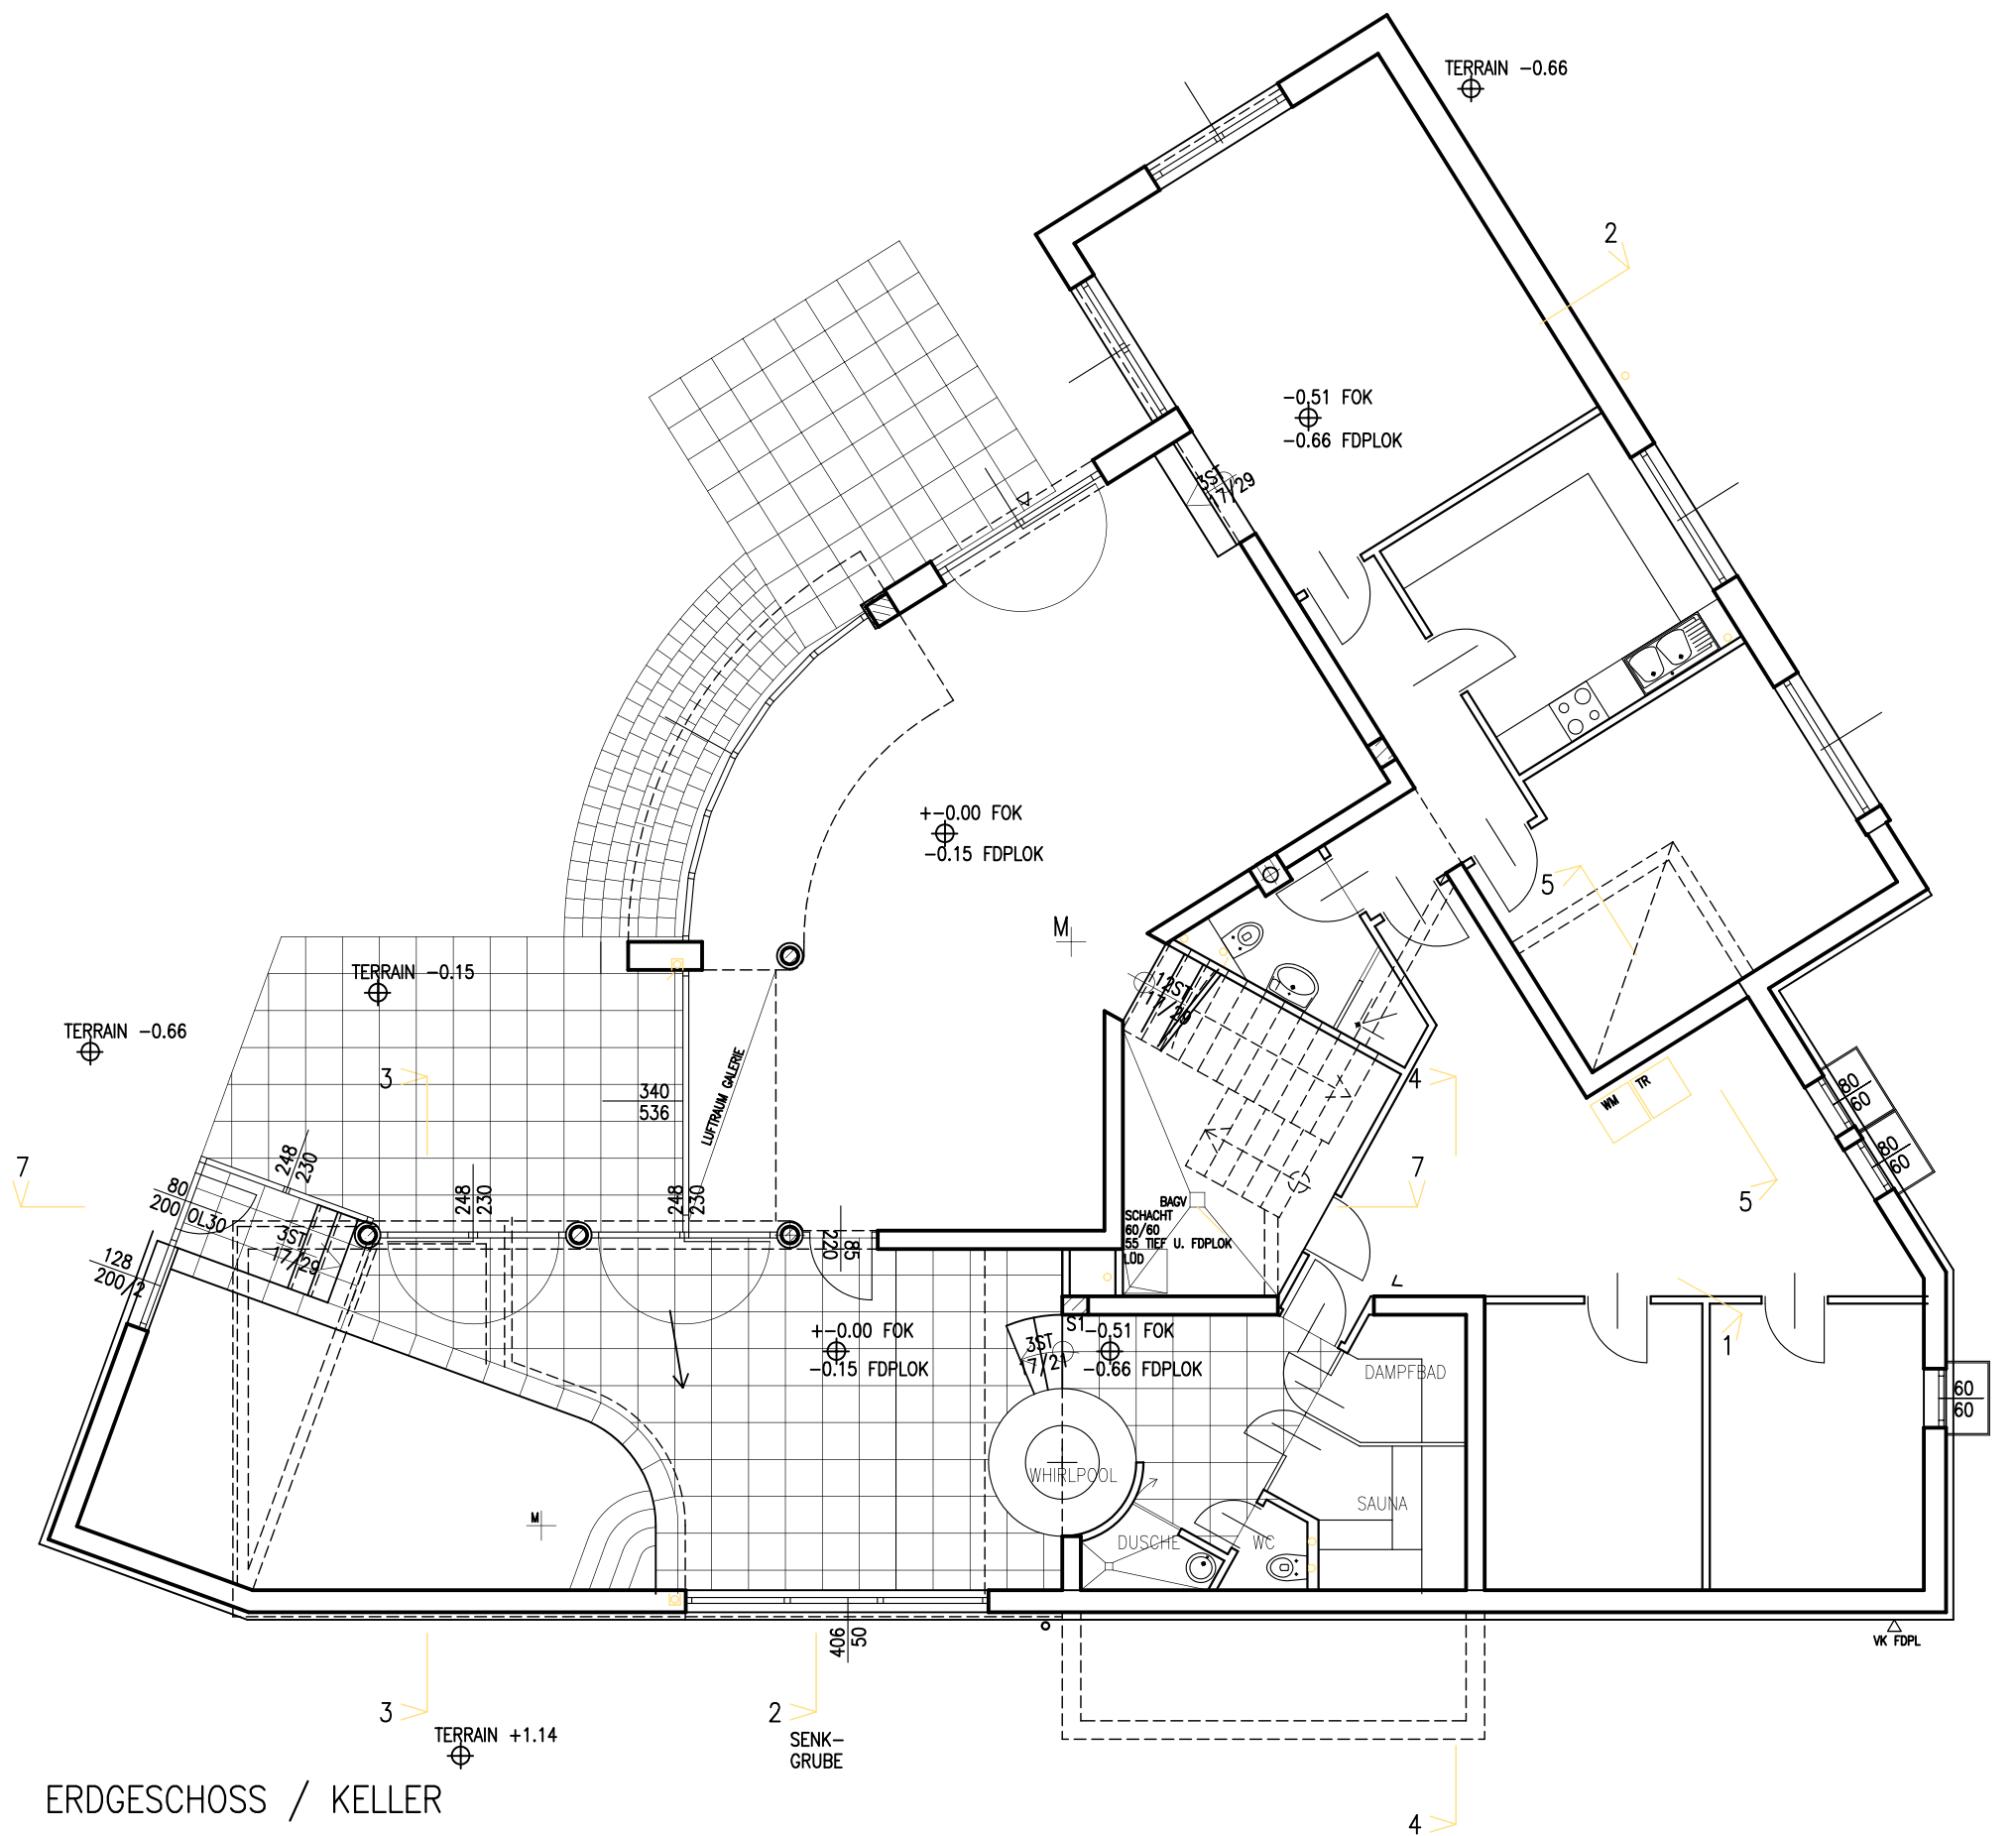 TERRAIN -0.66
2
-0.51 FOK
-0.66 FDPLOK
3ST
17/29
+-0.00 FOK
-0.15 FDPLOK
M
5
TERRAIN -0.15
12ST
17/29
TERRAIN -0.66
3
340
536
LUFTRAUM GALERIE
4
WM
TR
80
60
80
60
7
248
230
80
200
OL30
248
230
248
230
BAGV
SCHACHT
60/60
55 TIEF U. FDPLOK
LÜD
7
5
3ST
17/29
128
200/2
85
220
+-0.00 FOK
-0.15 FDPLOK
S1
3ST
17/21
-0.51 FOK
-0.66 FDPLOK
1
DAMPFBAD
60
60
WHIRLPOOL
SAUNA
M
DUSCHE
WC
406
50
VK FDPL
3
2
TERRAIN +1.14
SENK-
GRUBE
ERDGESCHOSS / KELLER
4